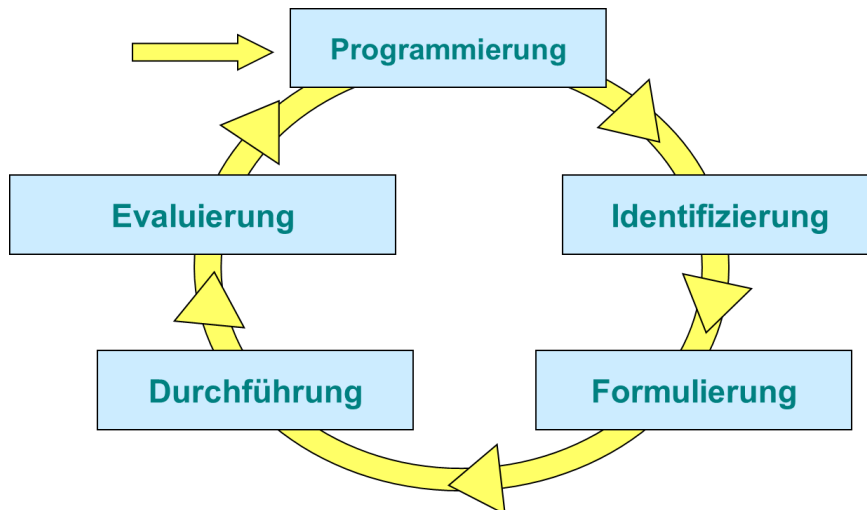 Programmierung
Evaluierung
Identifizierung
Durchführung
Formulierung